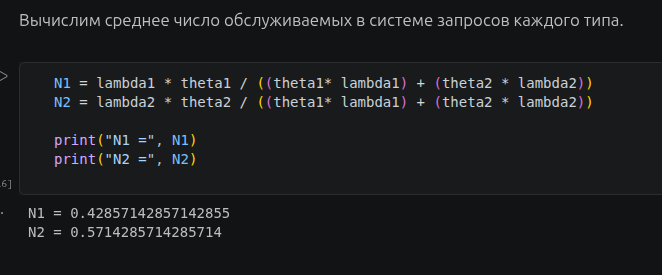 Вычислим среднее число обслуживаемых в системе запросов каждого типа.
N1 = lambda1 * theta1 / ((theta1* lambda1) + (theta2 * lambda2))
N2 = lambda2 * theta2 / ((theta1* lambda1) + (theta2 * lambda2))
print("N1 =", N1)
print("N2 =", N2)
.6]
N1 = 0.42857142857142855
N2 = 0.5714285714285714